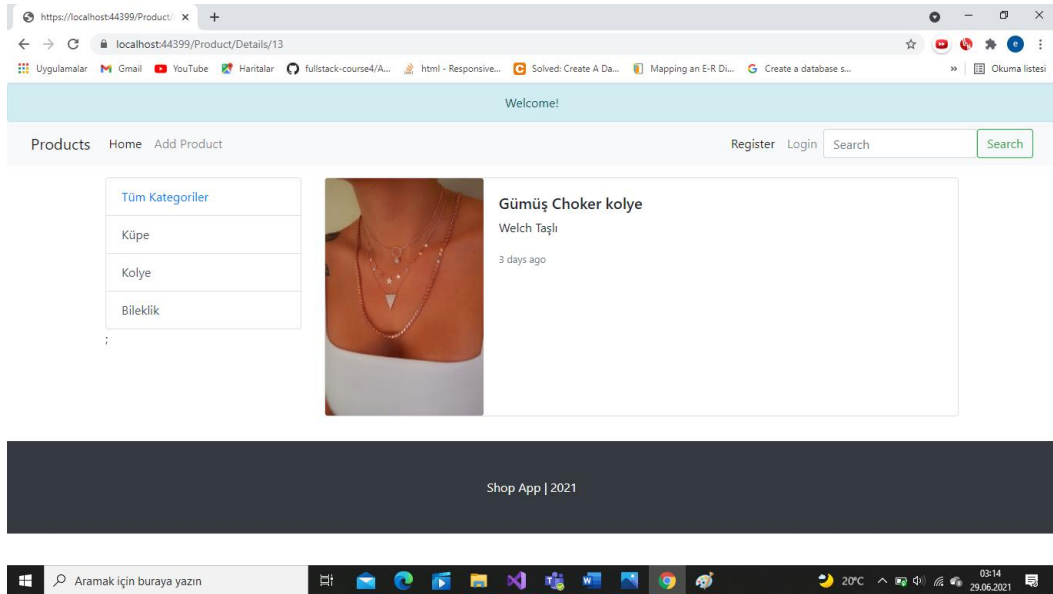 https://localhost:44399/Product/
localhost:44399/Product/Details/13
Uygulamalar Gmail YouTube Haritalar fullstack-course4/A... html - Responsive... Solved: Create A Da... Mapping an E-R Di... Create a database s... » Okuma listesi
Welcome!
Products Home Add Product Register Login Search Search
Tüm Kategoriler
Küpe
Kolye
Bileklik
;
Gümüş Choker kolye
Welch Taşlı
3 days ago
Shop App | 2021
Aramak için buraya yazın
20°C
03:14
29.06.2021